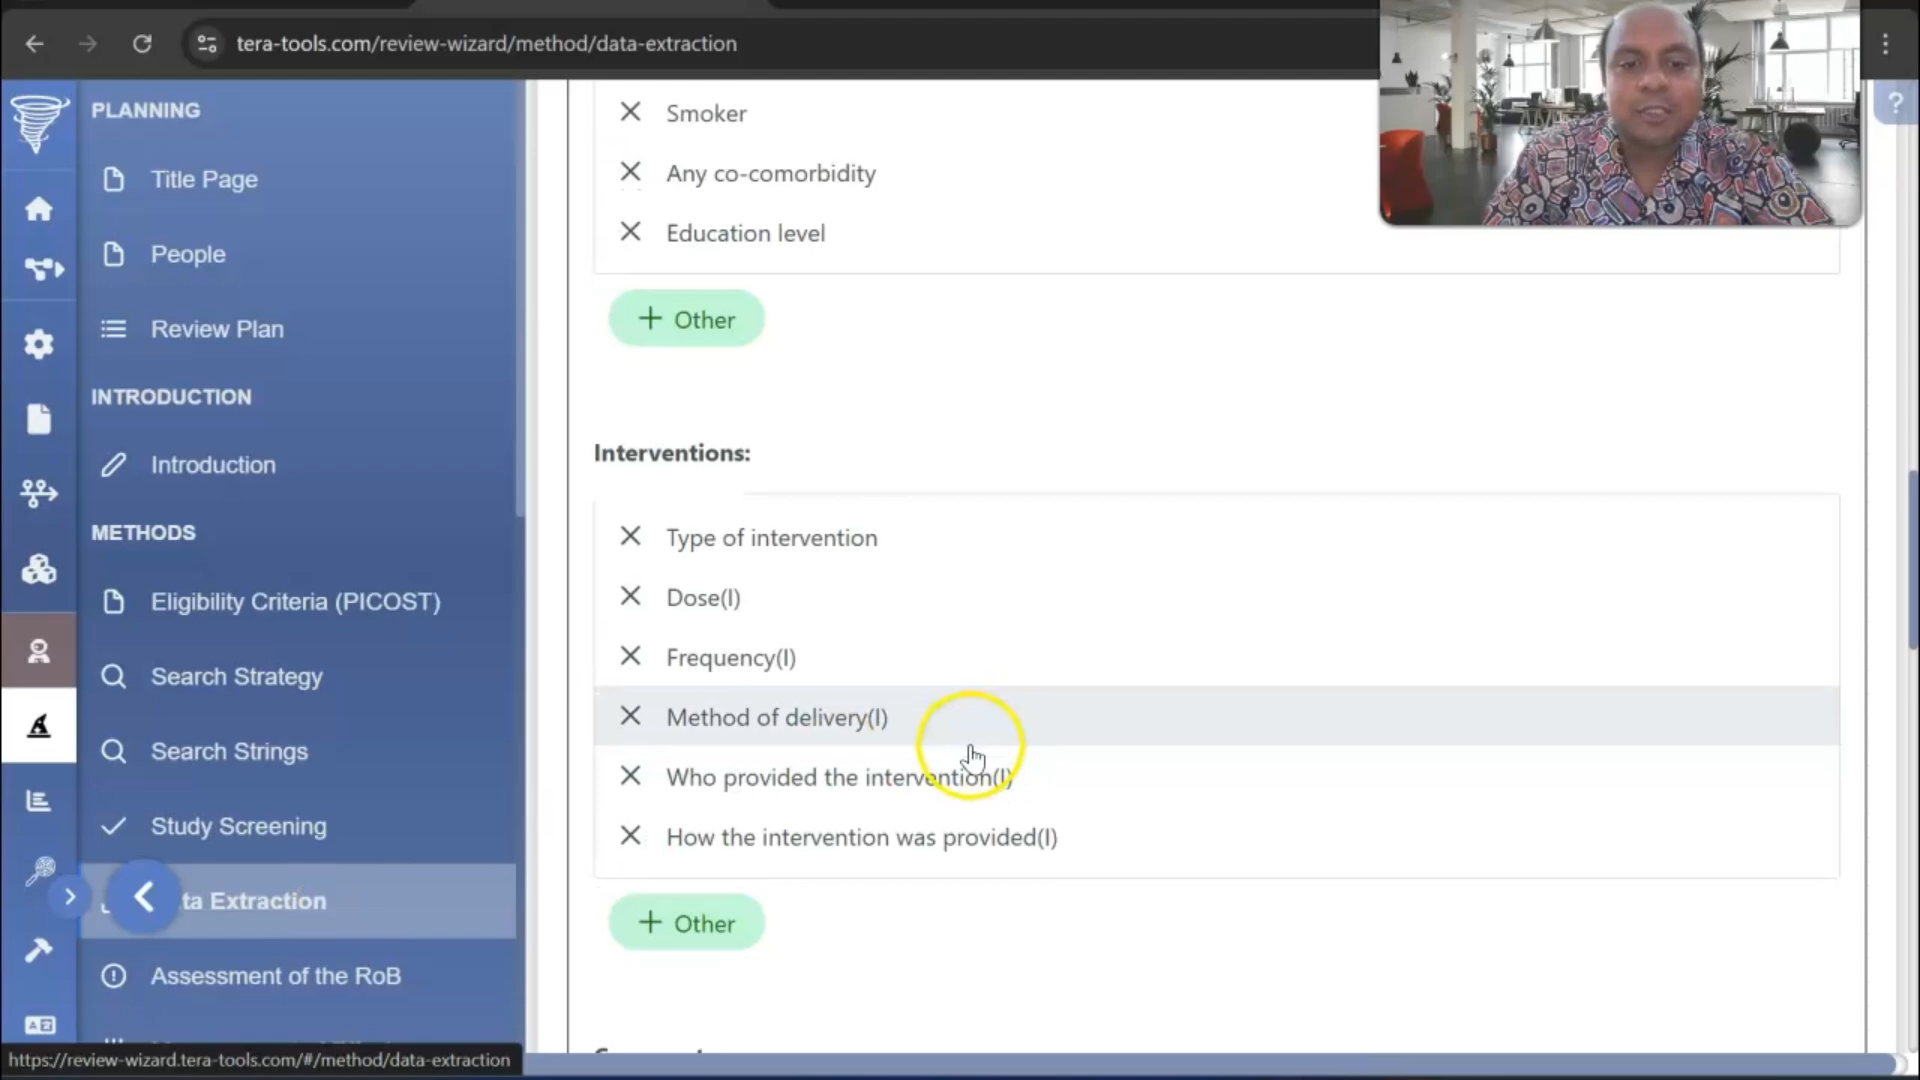 tera-tools.com/review-wizard/method/data-extraction
?
PLANNING
Title Page
People
Review Plan
INTRODUCTION
Introduction
METHODS
Eligibility Criteria (PICOST)
Search Strategy
Search Strings
Study Screening
ta Extraction
Assessment of the RoB
https://review-wizard.tera-tools.com/#/method/data-extraction
Smoker
Any co-comorbidity
Education level
+ Other
Interventions:
Type of intervention
Dose(I)
Frequency(I)
Method of delivery(I)
Who provided the intervention(I)
How the intervention was provided(I)
+ Other